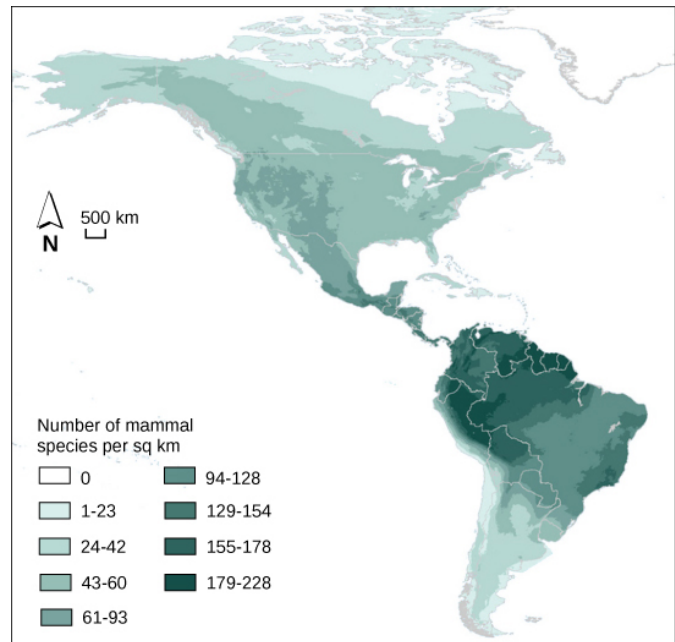 500 km
N
Number of mammal
species per sq km
0
1-23
24-42
43-60
61-93
94-128
129-154
155-178
179-228